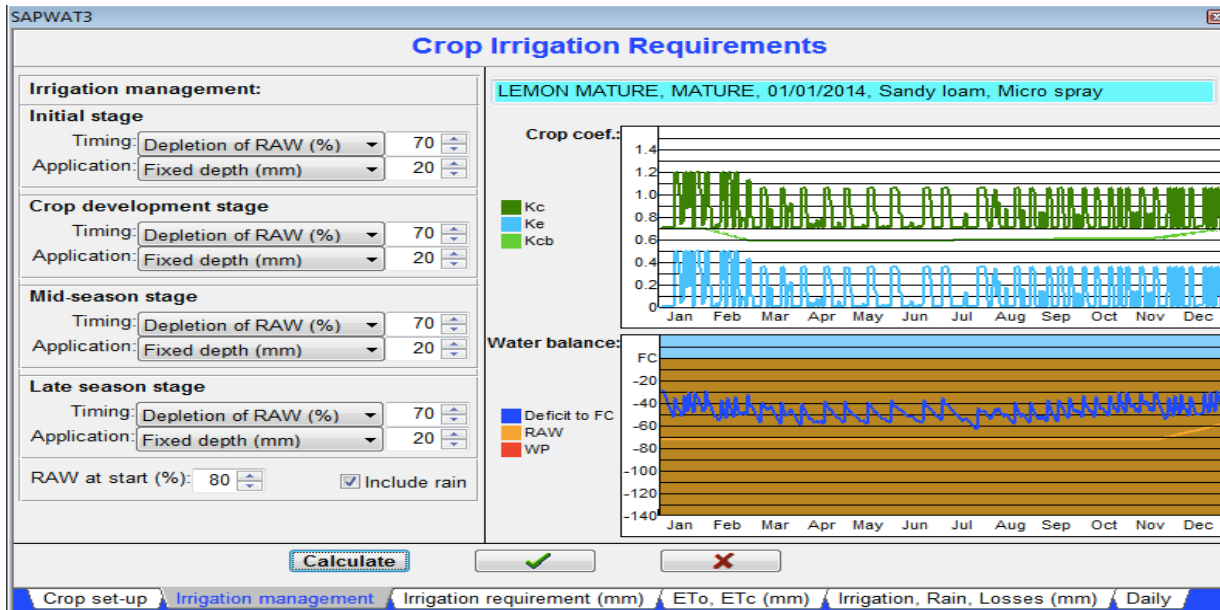 SAPWAT3
Crop Irrigation Requirements
Irrigation management:
Initial stage
Timing: Depletion of RAW (%) 70
Application: Fixed depth (mm) 20
Crop development stage
Timing: Depletion of RAW (%) 70
Application: Fixed depth (mm) 20
Mid-season stage
Timing: Depletion of RAW (%) 70
Application: Fixed depth (mm) 20
Late season stage
Timing: Depletion of RAW (%) 70
Application: Fixed depth (mm) 20
RAW at start (%): 80 Include rain
LEMON MATURE, MATURE, 01/01/2014, Sandy loam, Micro spray
Crop coef.:
Kc
Ke
Kcb
1.4
1.2
1.0
0.8
0.6
0.4
0.2
0
Jan Feb Mar Apr May Jun Jul Aug Sep Oct Nov Dec
Water balance:
Deficit to FC
RAW
WP
FC
-20
-40
-60
-80
-100
-120
-140
Jan Feb Mar Apr May Jun Jul Aug Sep Oct Nov Dec
Calculate
Crop set-up Irrigation management Irrigation requirement (mm) ETo, ETc (mm) Irrigation, Rain, Losses (mm) Daily